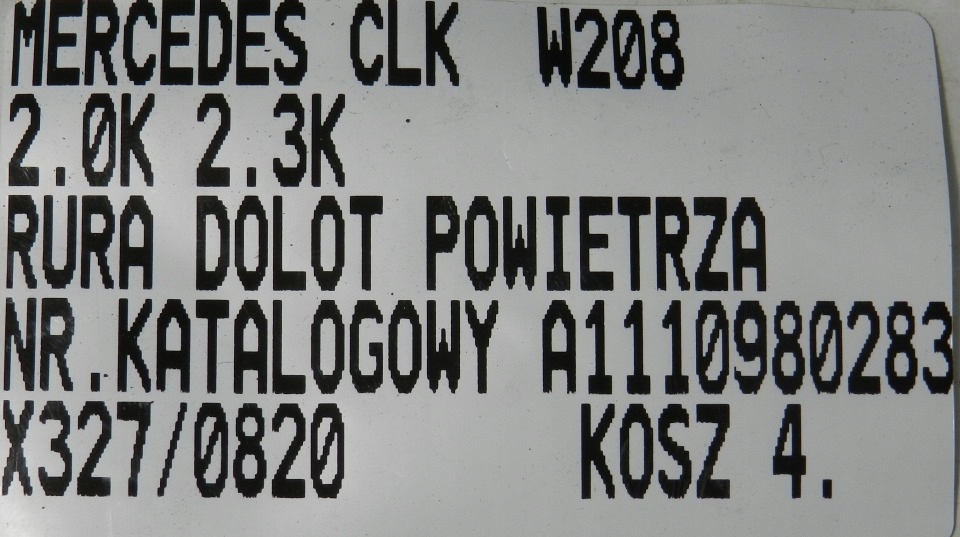 MERCEDES CLK W208
2.0K 2.3K
RURA DOLOT POWIETRZA
NR.KATALOGOWY A1110980283
X327/0820 KOSZ 4.